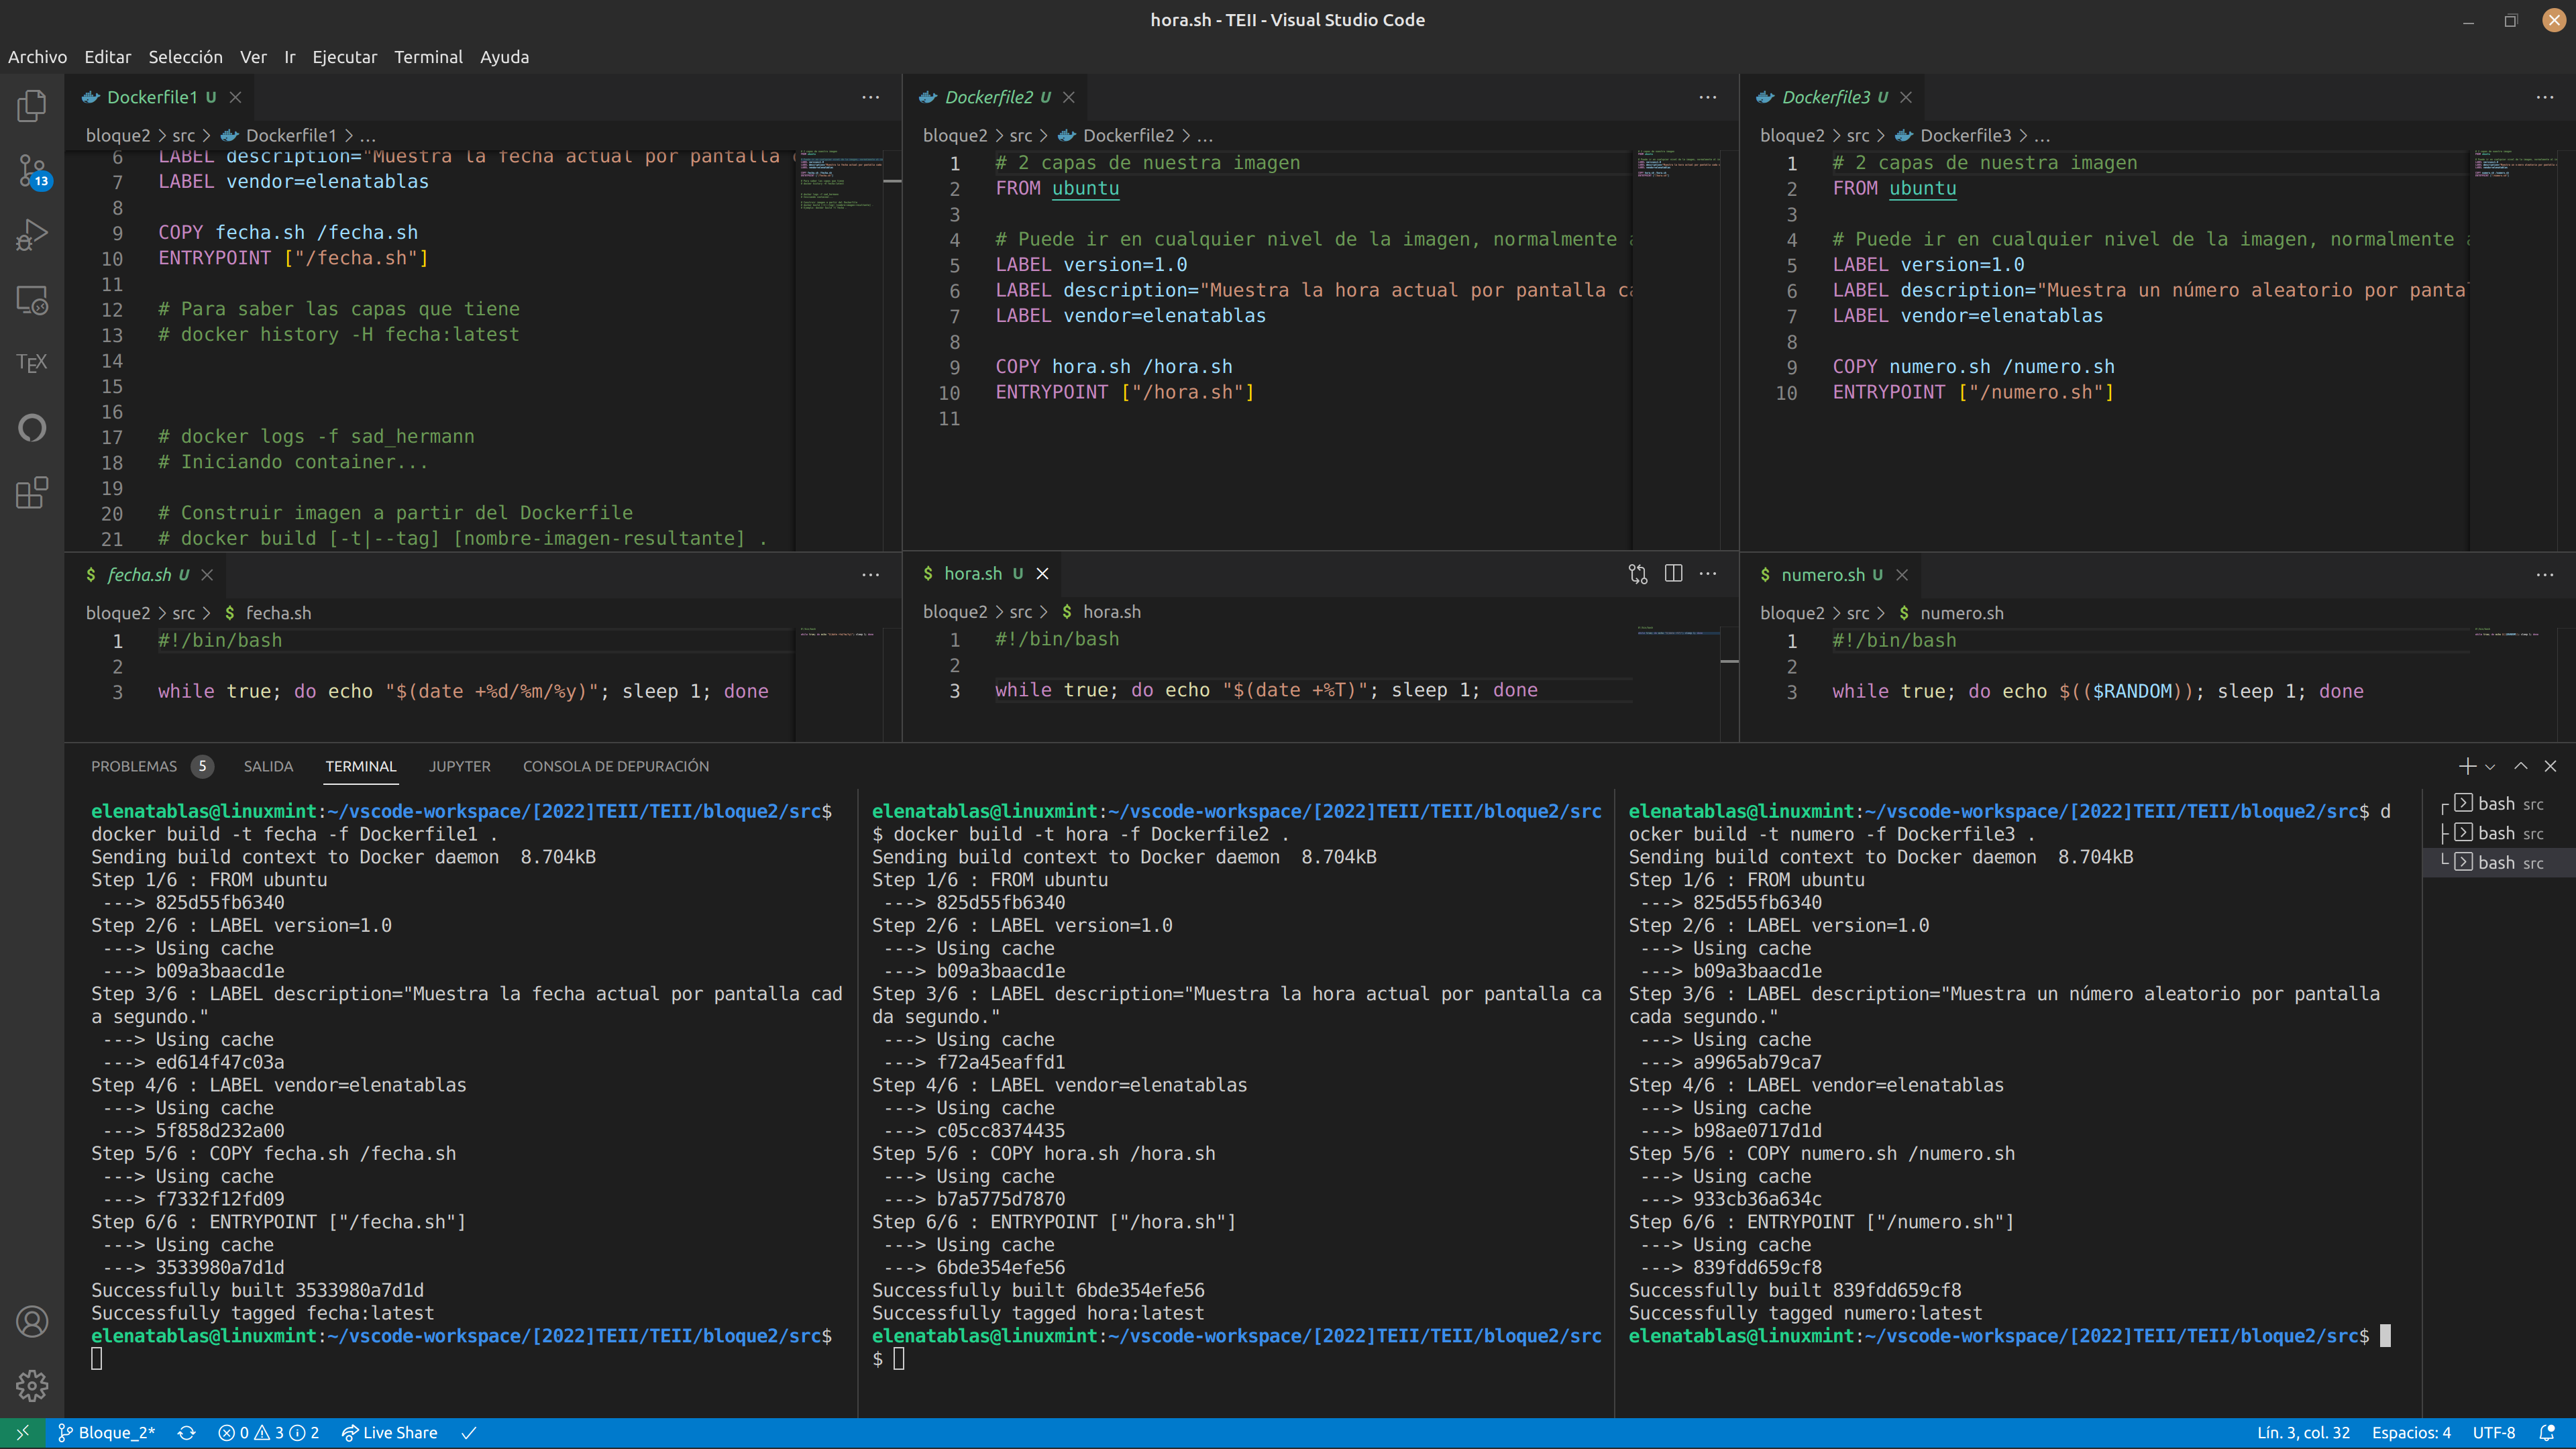 hora.sh - TEII - Visual Studio Code
Archivo Editar Selección Ver Ir Ejecutar Terminal Ayuda
Dockerfile1 U
bloque2 > src > Dockerfile1 > ...
6 LABEL description="Muestra la fecha actual por pantalla c
7 LABEL vendor=elenatablas
8
9 COPY fecha.sh /fecha.sh
10 ENTRYPOINT ["/fecha.sh"]
11
12 # Para saber las capas que tiene
13 # docker history -H fecha:latest
14
15
16
17 # docker logs -f sad_hermann
18 # Iniciando container...
19
20 # Construir imagen a partir del Dockerfile
21 # docker build [-t|--tag] [nombre-imagen-resultante] .
Dockerfile2 U
bloque2 > src > Dockerfile2 > ...
1 # 2 capas de nuestra imagen
2 FROM ubuntu
3
4 # Puede ir en cualquier nivel de la imagen, normalmente a
5 LABEL version=1.0
6 LABEL description="Muestra la hora actual por pantalla ca
7 LABEL vendor=elenatablas
8
9 COPY hora.sh /hora.sh
10 ENTRYPOINT ["/hora.sh"]
11
Dockerfile3 U
bloque2 > src > Dockerfile3 > ...
1 # 2 capas de nuestra imagen
2 FROM ubuntu
3
4 # Puede ir en cualquier nivel de la imagen, normalmente a
5 LABEL version=1.0
6 LABEL description="Muestra un número aleatorio por panta
7 LABEL vendor=elenatablas
8
9 COPY numero.sh /numero.sh
10 ENTRYPOINT ["/numero.sh"]
$ fecha.sh U
bloque2 > src > $ fecha.sh
1 #!/bin/bash
2
3 while true; do echo "$(date +%d/%m/%y)"; sleep 1; done
$ hora.sh U
bloque2 > src > $ hora.sh
1 #!/bin/bash
2
3 while true; do echo "$(date +%T)"; sleep 1; done
$ numero.sh U
bloque2 > src > $ numero.sh
1 #!/bin/bash
2
3 while true; do echo $(($RANDOM)); sleep 1; done
13
TEX
PROBLEMAS 5 SALIDA TERMINAL JUPYTER CONSOLA DE DEPURACIÓN
elenatablas@linuxmint:~/vscode-workspace/[2022]TEII/TEII/bloque2/src$
docker build -t fecha -f Dockerfile1 .
Sending build context to Docker daemon  8.704kB
Step 1/6 : FROM ubuntu
 ---> 825d55fb6340
Step 2/6 : LABEL version=1.0
 ---> Using cache
 ---> b09a3baacd1e
Step 3/6 : LABEL description="Muestra la fecha actual por pantalla cad
a segundo."
 ---> Using cache
 ---> ed614f47c03a
Step 4/6 : LABEL vendor=elenatablas
 ---> Using cache
 ---> 5f858d232a00
Step 5/6 : COPY fecha.sh /fecha.sh
 ---> Using cache
 ---> f7332f12fd09
Step 6/6 : ENTRYPOINT ["/fecha.sh"]
 ---> Using cache
 ---> 3533980a7d1d
Successfully built 3533980a7d1d
Successfully tagged fecha:latest
elenatablas@linuxmint:~/vscode-workspace/[2022]TEII/TEII/bloque2/src$
elenatablas@linuxmint:~/vscode-workspace/[2022]TEII/TEII/bloque2/src
$ docker build -t hora -f Dockerfile2 .
Sending build context to Docker daemon  8.704kB
Step 1/6 : FROM ubuntu
 ---> 825d55fb6340
Step 2/6 : LABEL version=1.0
 ---> Using cache
 ---> b09a3baacd1e
Step 3/6 : LABEL description="Muestra la hora actual por pantalla ca
da segundo."
 ---> Using cache
 ---> f72a45eaffd1
Step 4/6 : LABEL vendor=elenatablas
 ---> Using cache
 ---> c05cc8374435
Step 5/6 : COPY hora.sh /hora.sh
 ---> Using cache
 ---> b7a5775d7870
Step 6/6 : ENTRYPOINT ["/hora.sh"]
 ---> Using cache
 ---> 6bde354efe56
Successfully built 6bde354efe56
Successfully tagged hora:latest
elenatablas@linuxmint:~/vscode-workspace/[2022]TEII/TEII/bloque2/src
$
elenatablas@linuxmint:~/vscode-workspace/[2022]TEII/TEII/bloque2/src$ d
ocker build -t numero -f Dockerfile3 .
Sending build context to Docker daemon  8.704kB
Step 1/6 : FROM ubuntu
 ---> 825d55fb6340
Step 2/6 : LABEL version=1.0
 ---> Using cache
 ---> b09a3baacd1e
Step 3/6 : LABEL description="Muestra un número aleatorio por pantalla
cada segundo."
 ---> Using cache
 ---> a9965ab79ca7
Step 4/6 : LABEL vendor=elenatablas
 ---> Using cache
 ---> b98ae0717d1d
Step 5/6 : COPY numero.sh /numero.sh
 ---> Using cache
 ---> 933cb36a634c
Step 6/6 : ENTRYPOINT ["/numero.sh"]
 ---> Using cache
 ---> 839fdd659cf8
Successfully built 839fdd659cf8
Successfully tagged numero:latest
elenatablas@linuxmint:~/vscode-workspace/[2022]TEII/TEII/bloque2/src$
bash src
bash src
bash src
Bloque_2* 0 3 2 Live Share Lín. 3, col. 32 Espacios: 4 UTF-8